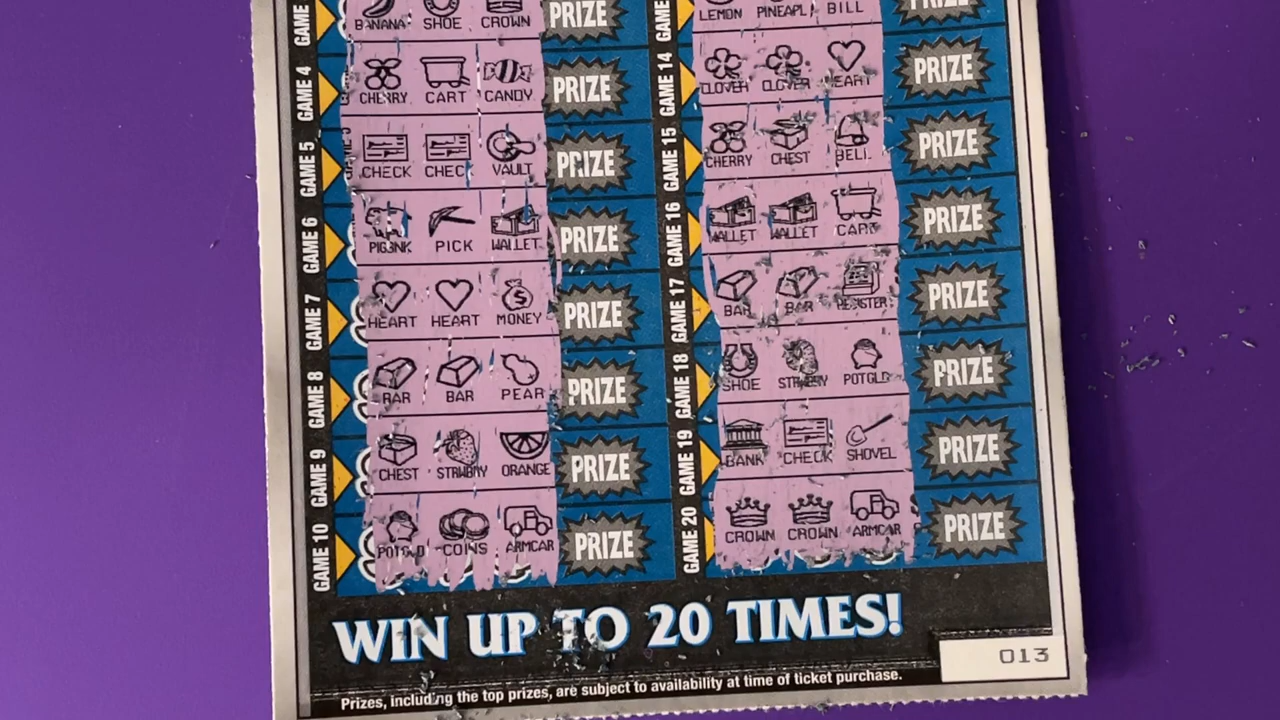 GAME BANANA SHOE CROWN PRIZE
GAME 4 CHERRY CART CANDY PRIZE
GAME 5 CHECK CHECK VAULT PRIZE
GAME 6 PIGBNK PICK WALLET PRIZE
GAME 7 HEART HEART MONEY PRIZE
GAME 8 BAR BAR PEAR PRIZE
GAME 9 CHEST STRWBRY ORANGE PRIZE
GAME 10 POTGLD COINS ARMCAR PRIZE
GAME LEMON PINEAPL BILL PRIZE
GAME 14 CLOVER CLOVER HEART PRIZE
GAME 15 CHERRY CHEST BELL PRIZE
GAME 16 WALLET WALLET CART PRIZE
GAME 17 BAR BAR REGISTER PRIZE
GAME 18 SHOE STRWBRY POTGLD PRIZE
GAME 19 BANK CHECK SHOVEL PRIZE
GAME 20 CROWN CROWN ARMCAR PRIZE
WIN UP TO 20 TIMES!
013
Prizes, including the top prizes, are subject to availability at time of ticket purchase.